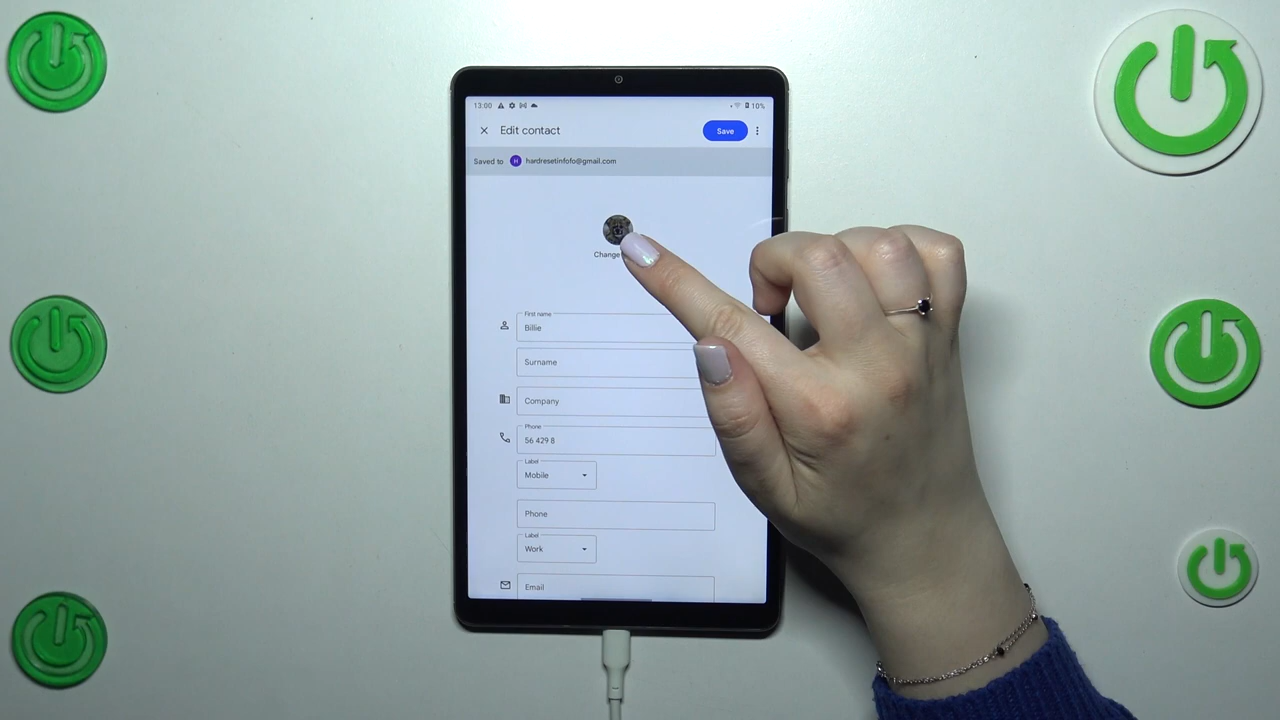 13:00 10%
Edit contact Save
Saved to H hardresetinfofo@gmail.com
Change
First name
Billie
Surname
Company
Phone
56 429 8
Label
Mobile
Phone
Label
Work
Email